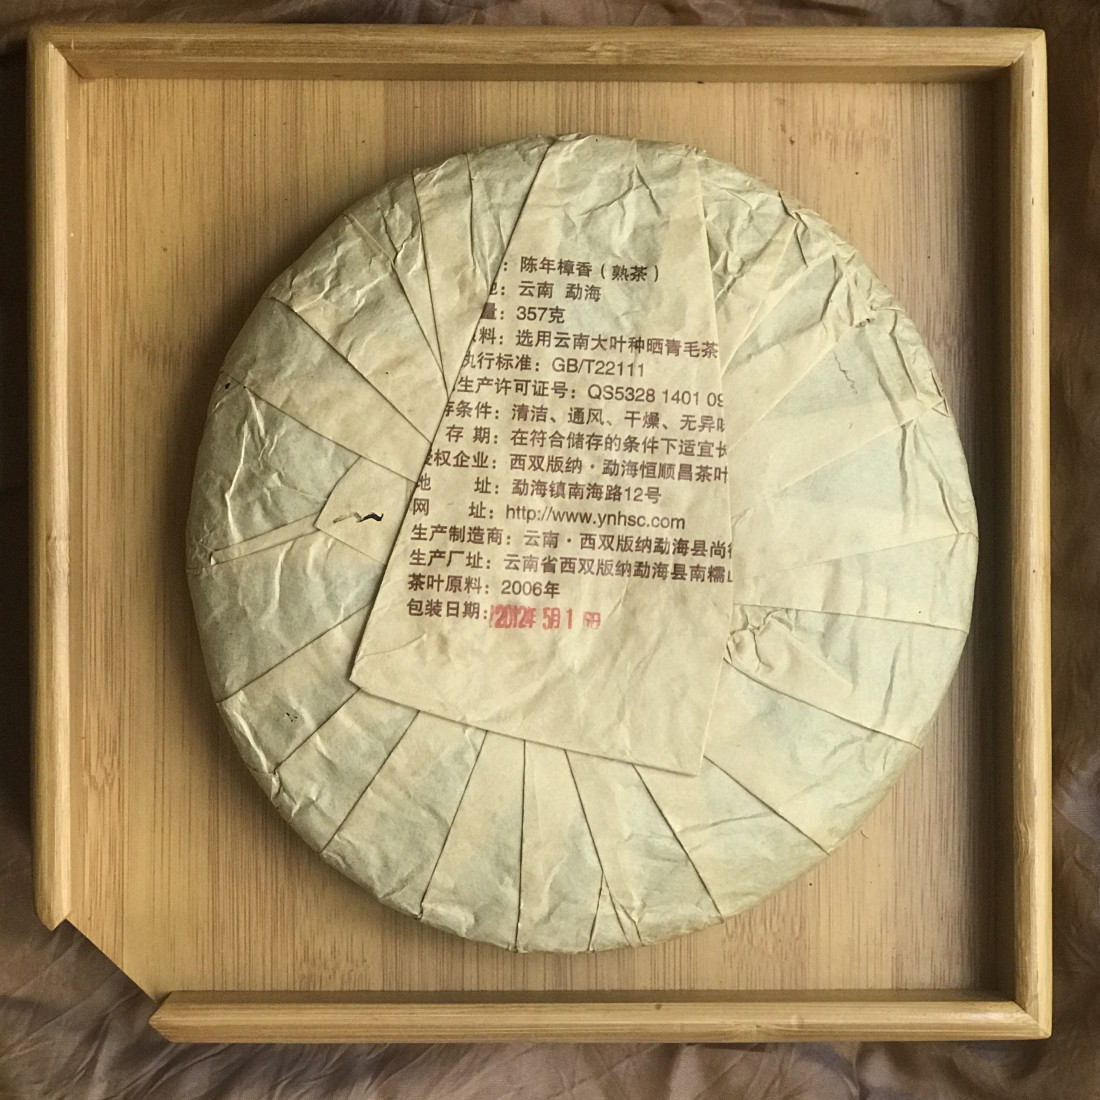 ：陈年樟香（熟茶）
地：云南 勐海
量：357克
料：选用云南大叶种晒青毛茶
执行标准：GB/T22111
生产许可证号：QS5328 1401 09
存条件：清洁、通风、干燥、无异味
存 期：在符合储存的条件下适宜长
授权企业：西双版纳·勐海恒顺昌茶叶
地 址：勐海镇南海路12号
网 址：http://www.ynhsc.com
生产制造商：云南·西双版纳勐海县尚
生产厂址：云南省西双版纳勐海县南糯山
茶叶原料：2006年
包装日期：2012年 5月1 6日